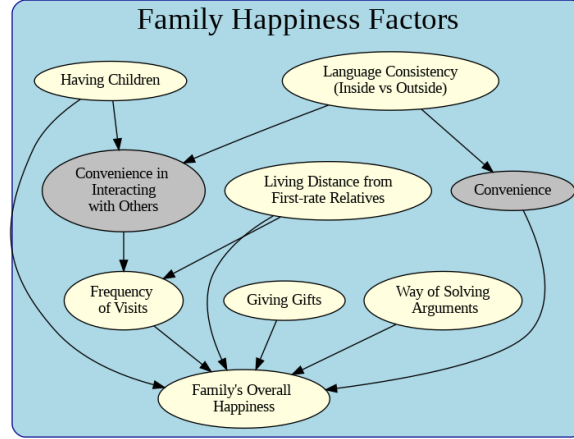 Family Happiness Factors
Having Children
Language Consistency
(Inside vs Outside)
Convenience in
Interacting
with Others
Living Distance from
First-rate Relatives
Convenience
Frequency
of Visits
Giving Gifts
Way of Solving
Arguments
Family's Overall
Happiness